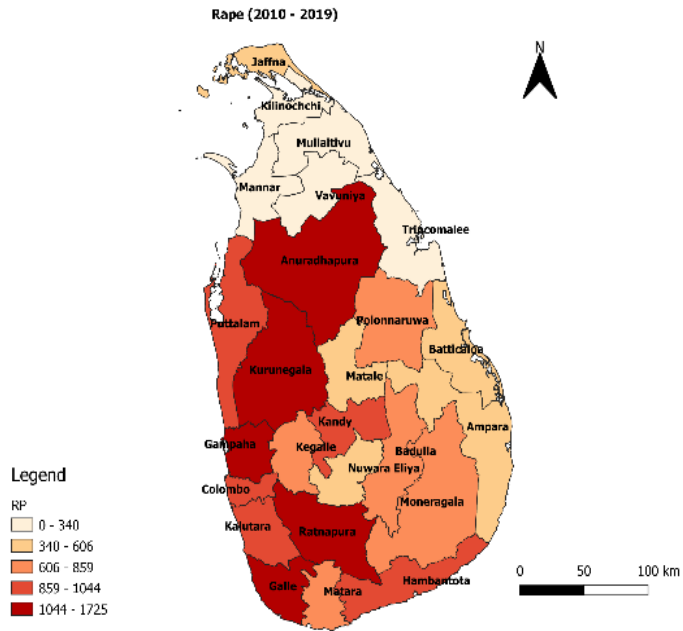 Rape (2010 - 2019)
N
Jaffna
Kilinochchi
Mullaitivu
Mannar
Vavuniya
Trincomalee
Anuradhapura
Puttalam
Polonnaruwa
Batticaloa
Kurunegala
Matale
Kandy
Ampara
Gampaha
Kegalle
Badulla
Nuwara Eliya
Colombo
Moneragala
Kalutara
Ratnapura
Galle
Matara
Hambantota
Legend
RP
0 - 340
340 - 606
606 - 859
859 - 1044
1044 - 1725
0 50 100 km